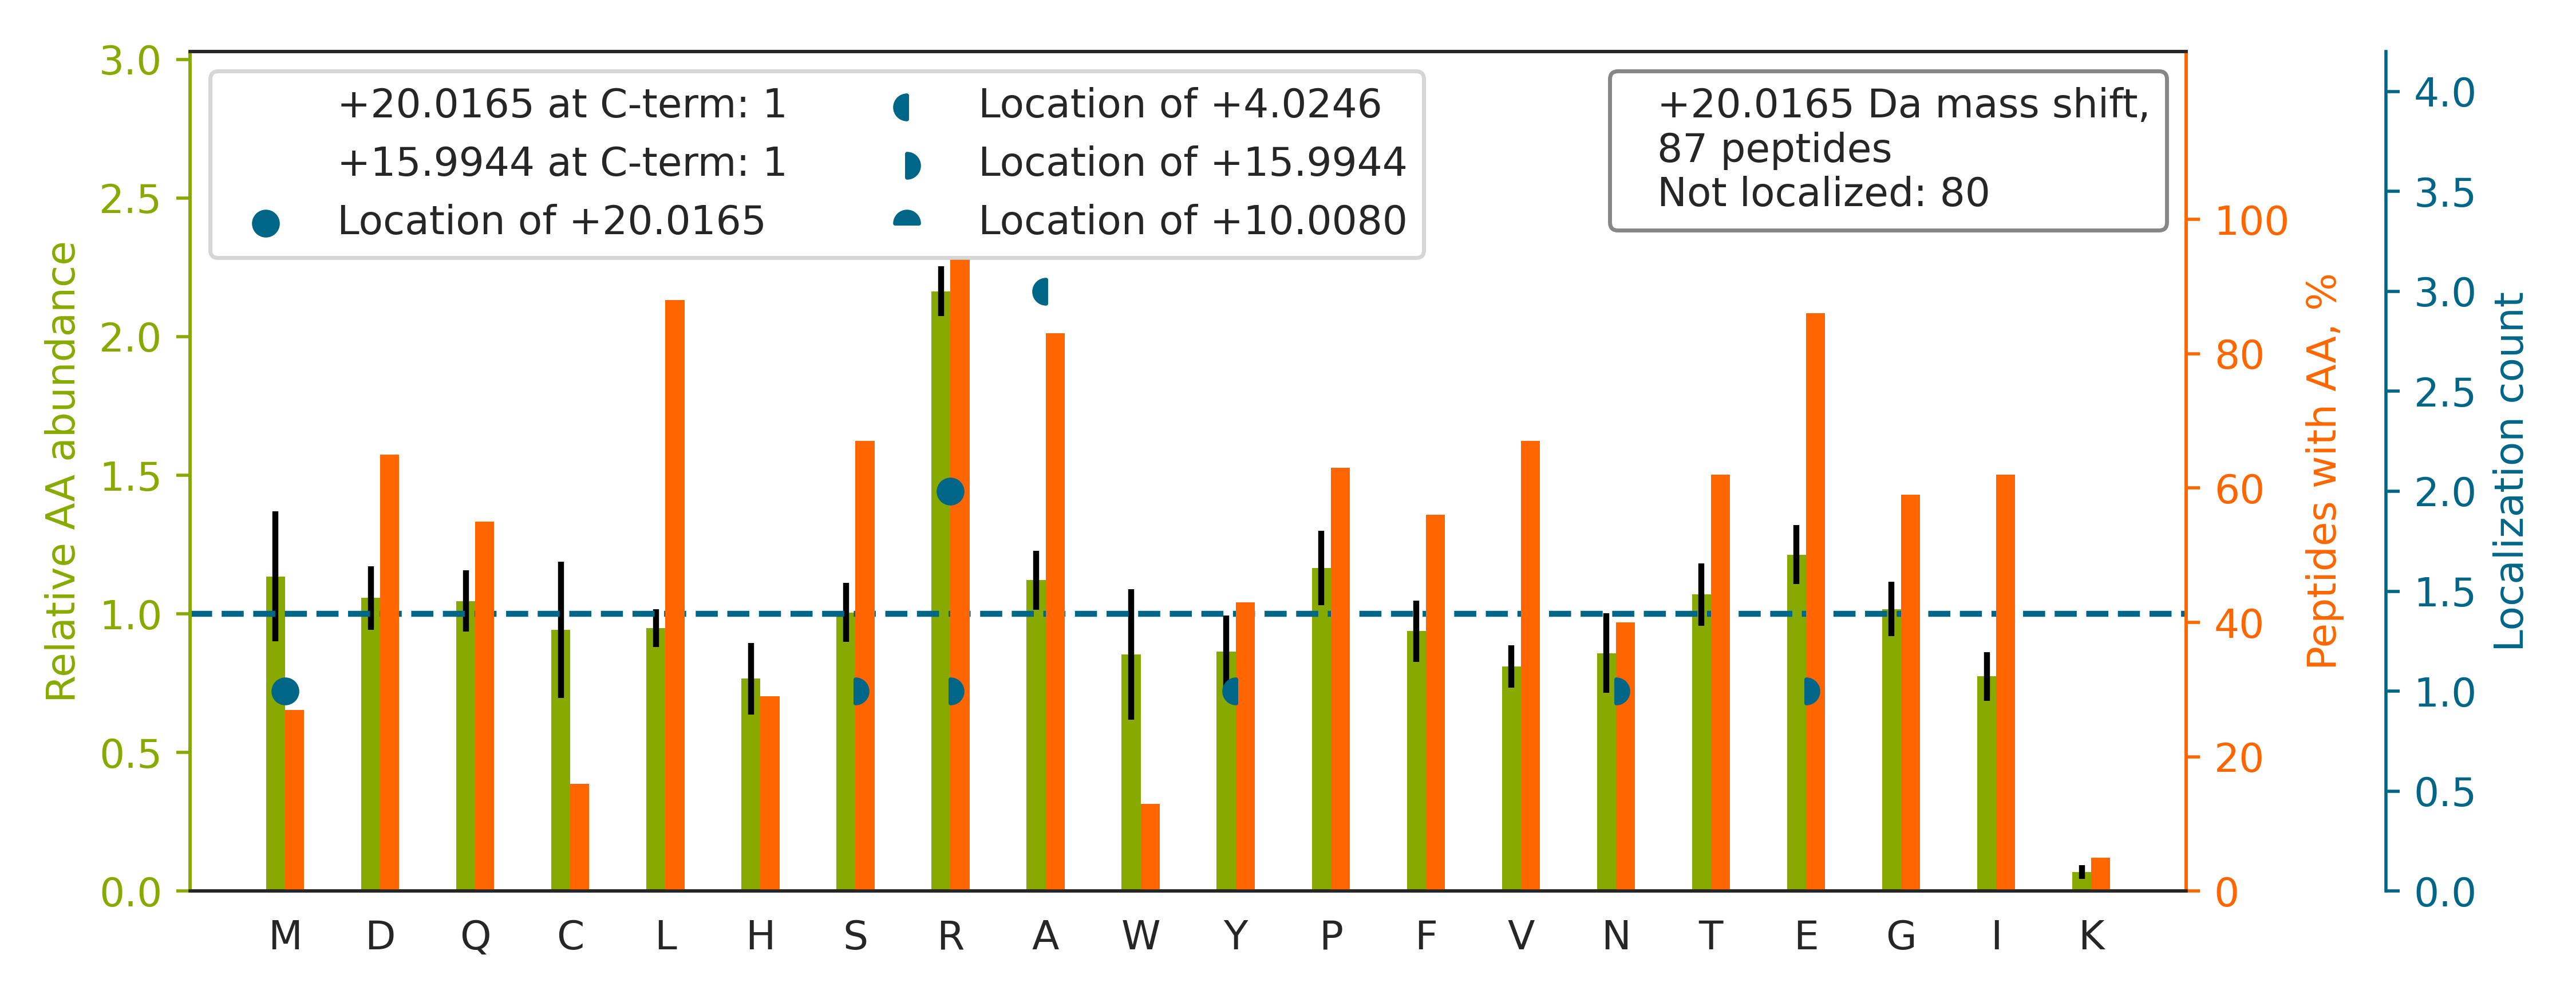 3.0
2.5
2.0
1.5
1.0
0.5
0.0
Relative AA abundance
+20.0165 at C-term: 1
+15.9944 at C-term: 1
Location of +20.0165
Location of +4.0246
Location of +15.9944
Location of +10.0080
+20.0165 Da mass shift,
87 peptides
Not localized: 80
100
80
60
40
20
0
Peptides with AA, %
4.0
3.5
3.0
2.5
2.0
1.5
1.0
0.5
0.0
Localization count
M D Q C L H S R A W Y P F V N T E G I K